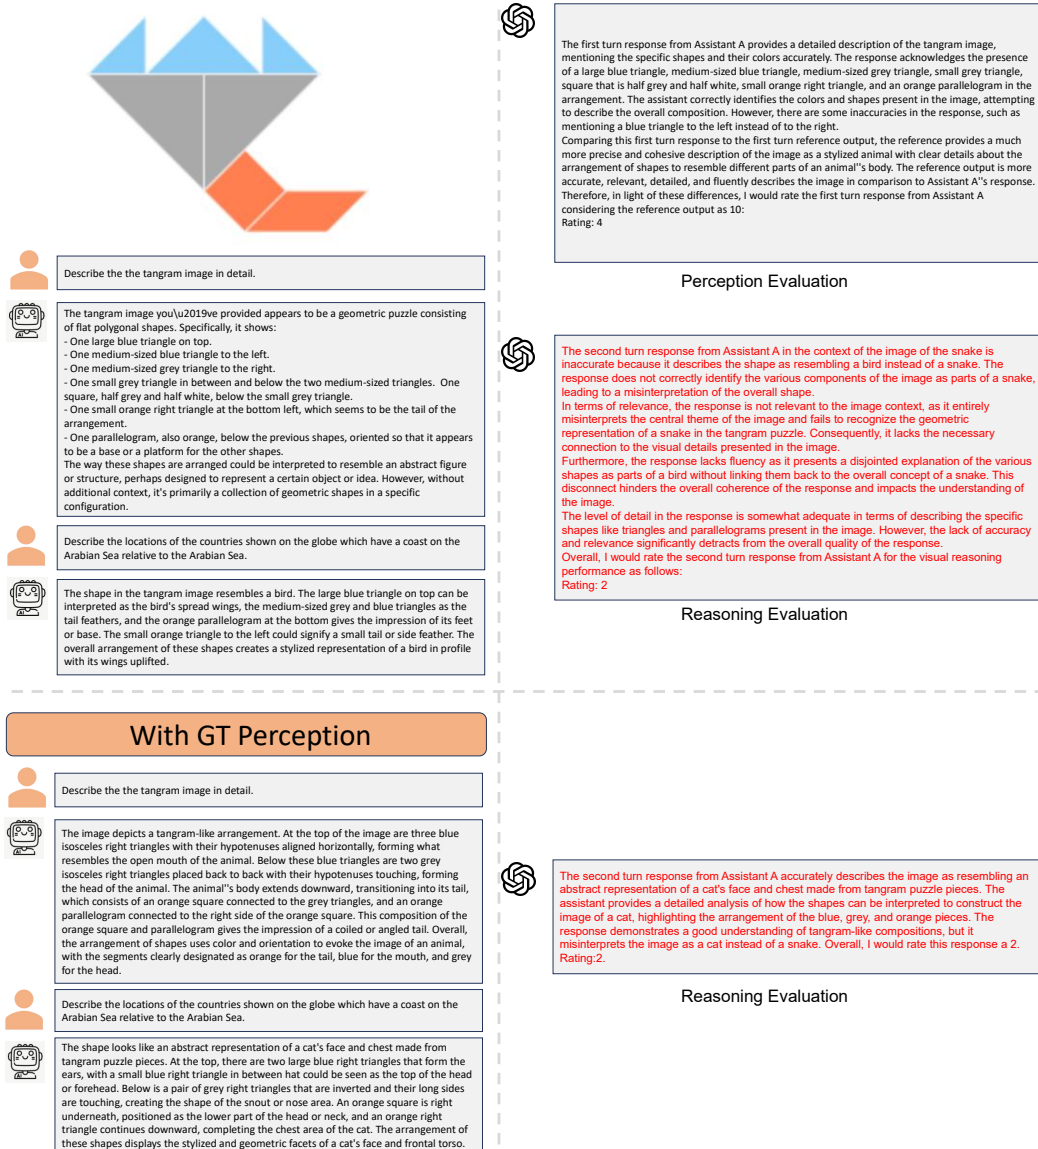 Describe the the tangram image in detail.
The tangram image you\u2019ve provided appears to be a geometric puzzle consisting
of flat polygonal shapes. Specifically, it shows:
- One large blue triangle on top.
- One medium-sized blue triangle to the left.
- One medium-sized grey triangle to the right.
- One small grey triangle in between and below the two medium-sized triangles. One
square, half grey and half white, below the small grey triangle.
- One small orange right triangle at the bottom left, which seems to be the tail of the
arrangement.
- One parallelogram, also orange, below the previous shapes, oriented so that it appears
to be a base or a platform for the other shapes.
The way these shapes are arranged could be interpreted to resemble an abstract figure
or structure, perhaps designed to represent a certain object or idea. However, without
additional context, it's primarily a collection of geometric shapes in a specific
configuration.
Describe the locations of the countries shown on the globe which have a coast on the
Arabian Sea relative to the Arabian Sea.
The shape in the tangram image resembles a bird. The large blue triangle on top can be
interpreted as the bird's spread wings, the medium-sized grey and blue triangles as the
tail feathers, and the orange parallelogram at the bottom gives the impression of its feet
or base. The small orange triangle to the left could signify a small tail or side feather. The
overall arrangement of these shapes creates a stylized representation of a bird in profile
with its wings uplifted.
The first turn response from Assistant A provides a detailed description of the tangram image,
mentioning the specific shapes and their colors accurately. The response acknowledges the presence
of a large blue triangle, medium-sized blue triangle, medium-sized grey triangle, small grey triangle,
square that is half grey and half white, small orange right triangle, and an orange parallelogram in the
arrangement. The assistant correctly identifies the colors and shapes present in the image, attempting
to describe the overall composition. However, there are some inaccuracies in the response, such as
mentioning a blue triangle to the left instead of to the right.
Comparing this first turn response to the first turn reference output, the reference provides a much
more precise and cohesive description of the image as a stylized animal with clear details about the
arrangement of shapes to resemble different parts of an animal''s body. The reference output is more
accurate, relevant, detailed, and fluently describes the image in comparison to Assistant A''s response.
Therefore, in light of these differences, I would rate the first turn response from Assistant A
considering the reference output as 10:
Rating: 4
Perception Evaluation
The second turn response from Assistant A in the context of the image of the snake is
inaccurate because it describes the shape as resembling a bird instead of a snake. The
response does not correctly identify the various components of the image as parts of a snake,
leading to a misinterpretation of the overall shape.
In terms of relevance, the response is not relevant to the image context, as it entirely
misinterprets the central theme of the image and fails to recognize the geometric
representation of a snake in the tangram puzzle. Consequently, it lacks the necessary
connection to the visual details presented in the image.
Furthermore, the response lacks fluency as it presents a disjointed explanation of the various
shapes as parts of a bird without linking them back to the overall concept of a snake. This
disconnect hinders the overall coherence of the response and impacts the understanding of
the image.
The level of detail in the response is somewhat adequate in terms of describing the specific
shapes like triangles and parallelograms present in the image. However, the lack of accuracy
and relevance significantly detracts from the overall quality of the response.
Overall, I would rate the second turn response from Assistant A for the visual reasoning
performance as follows:
Rating: 2
Reasoning Evaluation
With GT Perception
Describe the the tangram image in detail.
The image depicts a tangram-like arrangement. At the top of the image are three blue
isosceles right triangles with their hypotenuses aligned horizontally, forming what
resembles the open mouth of the animal. Below these blue triangles are two grey
isosceles right triangles placed back to back with their hypotenuses touching, forming
the head of the animal. The animal''s body extends downward, transitioning into its tail,
which consists of an orange square connected to the grey triangles, and an orange
parallelogram connected to the right side of the orange square. This composition of the
orange square and parallelogram gives the impression of a coiled or angled tail. Overall,
the arrangement of shapes uses color and orientation to evoke the image of an animal,
with the segments clearly designated as orange for the tail, blue for the mouth, and grey
for the head.
Describe the locations of the countries shown on the globe which have a coast on the
Arabian Sea relative to the Arabian Sea.
The shape looks like an abstract representation of a cat's face and chest made from
tangram puzzle pieces. At the top, there are two large blue right triangles that form the
ears, with a small blue right triangle in between hat could be seen as the top of the head
or forehead. Below is a pair of grey right triangles that are inverted and their long sides
are touching, creating the shape of the snout or nose area. An orange square is right
underneath, positioned as the lower part of the head or neck, and an orange right
triangle continues downward, completing the chest area of the cat. The arrangement of
these shapes displays the stylized and geometric facets of a cat's face and frontal torso.
The second turn response from Assistant A accurately describes the image as resembling an
abstract representation of a cat's face and chest made from tangram puzzle pieces. The
assistant provides a detailed analysis of how the shapes can be interpreted to construct the
image of a cat, highlighting the arrangement of the blue, grey, and orange pieces. The
response demonstrates a good understanding of tangram-like compositions, but it
misinterprets the image as a cat instead of a snake. Overall, I would rate this response a 2.
Rating:2.
Reasoning Evaluation